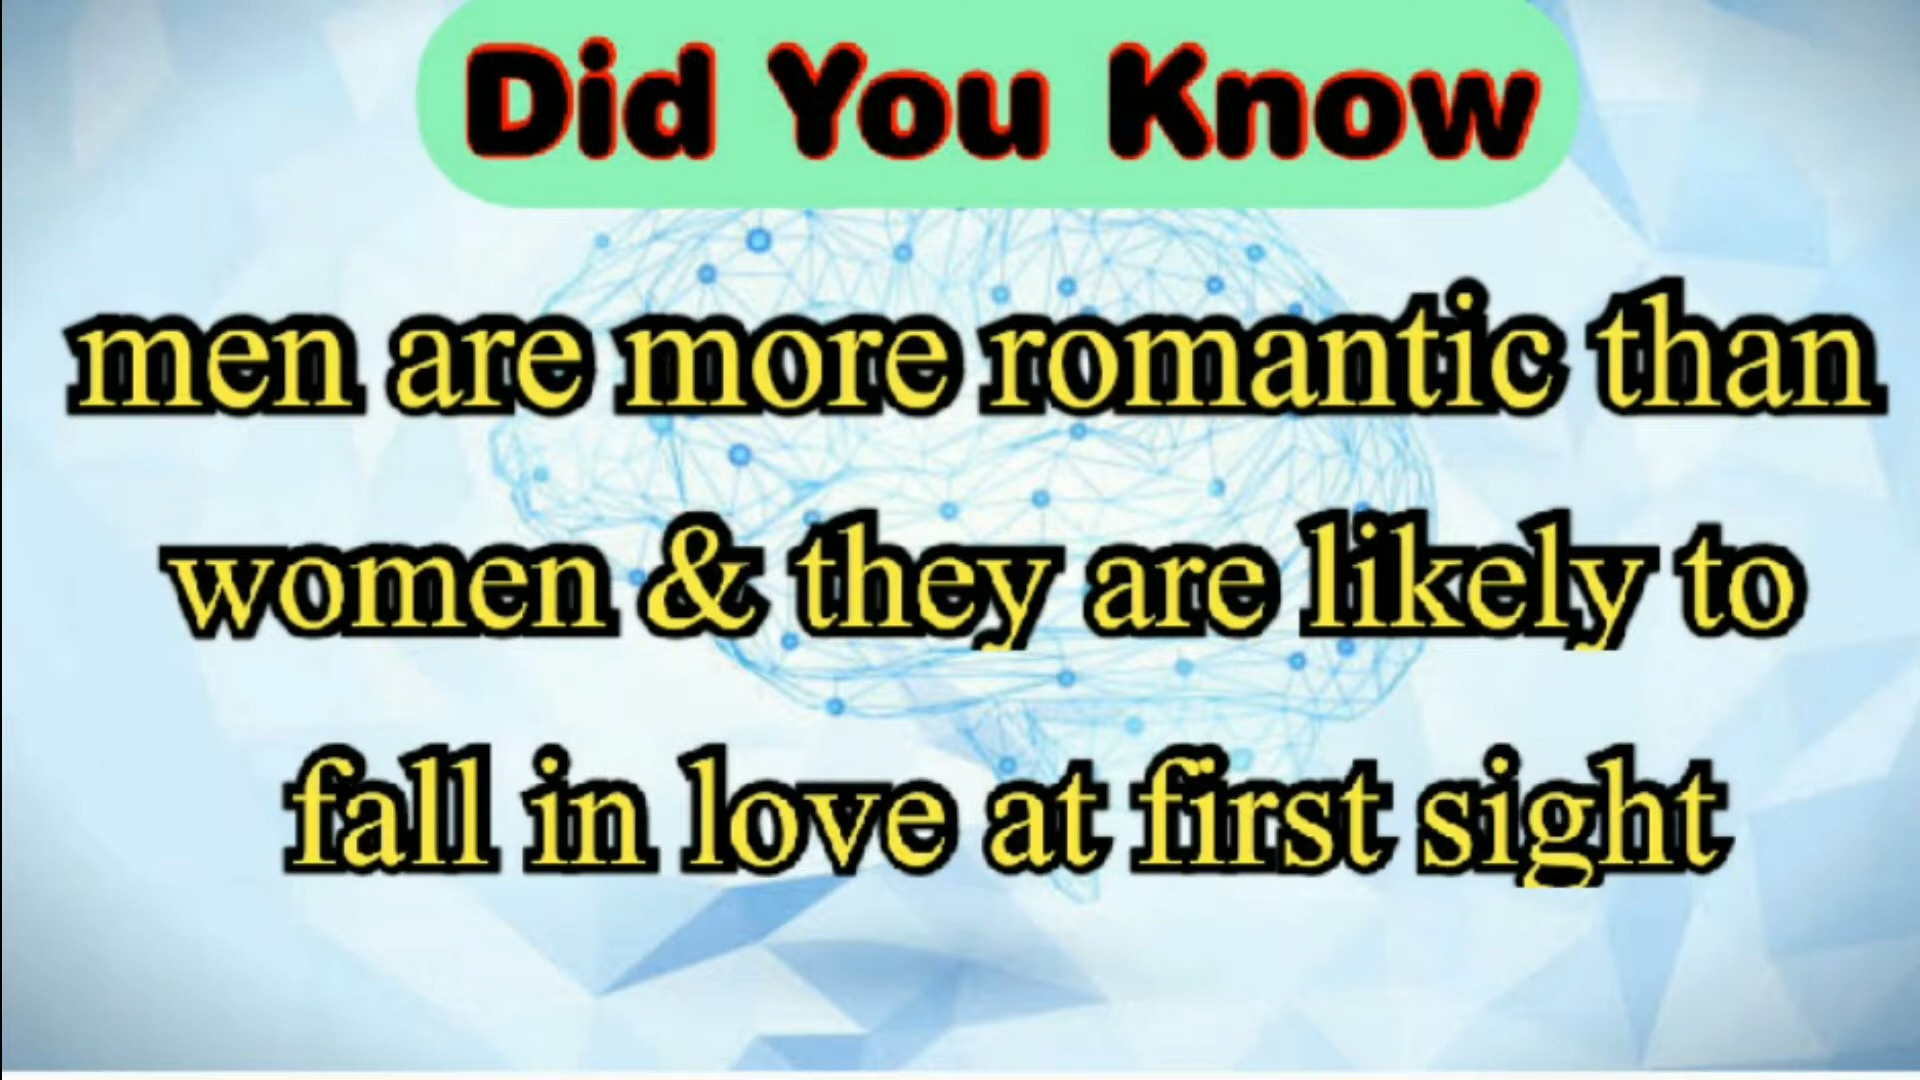 Did You Know
men are more romantic than
women & they are likely to
fall in love at first sight